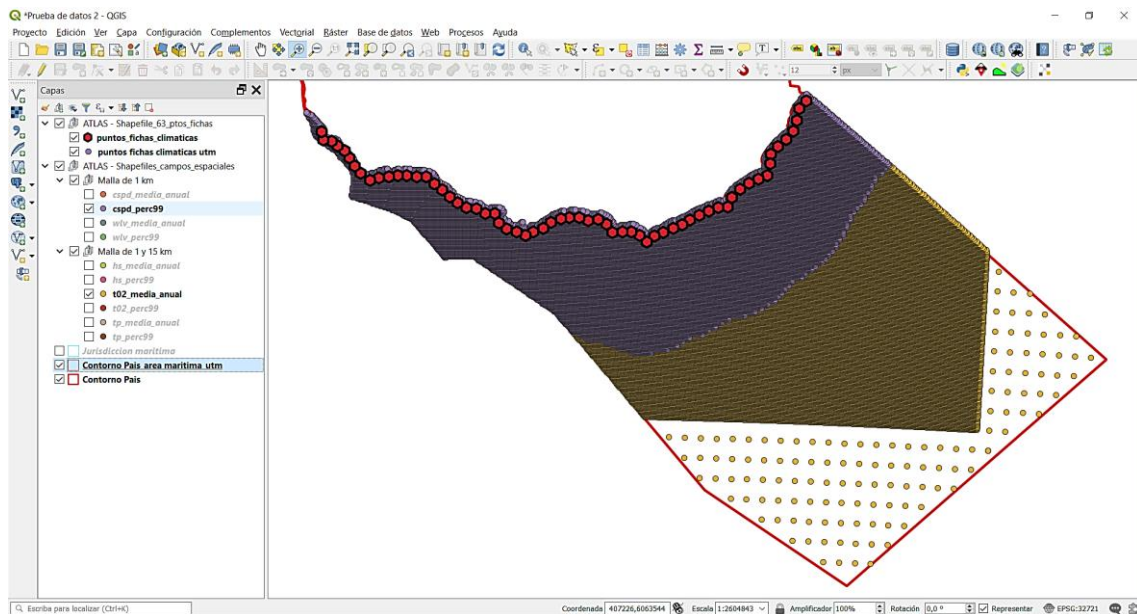 *Prueba de datos 2 - QGIS
Proyecto Edición Ver Capa Configuración Complementos Vectorial Ráster Base de datos Web Procesos Ayuda
12 px
Capas
ATLAS - Shapefile_63_ptos_fichas
puntos_fichas_climaticas
puntos fichas climaticas utm
ATLAS - Shapefiles_campos_espaciales
Malla de 1 km
cspd_media_anual
cspd_perc99
wlv_media_anual
wlv_perc99
Malla de 1 y 15 km
hs_media_anual
hs_perc99
t02_media_anual
t02_perc99
tp_media_anual
tp_perc99
Jurisdiccion maritima
Contorno Pais_area maritima_utm
Contorno Pais
Escriba para localizar (Ctrl+K) Coordenada 407226,6063544 Escala 1:2604843 Amplificador 100% Rotación 0,0 ° Representar EPSG:32721